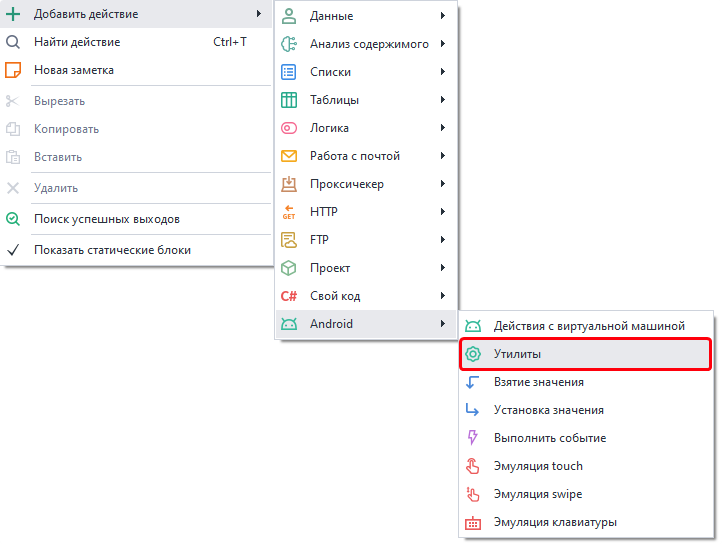 Добавить действие
Найти действие Ctrl+T
Новая заметка
Вырезать
Копировать
Вставить
Удалить
Поиск успешных выходов
Показать статические блоки
Данные
Анализ содержимого
Списки
Таблицы
Логика
Работа с почтой
Проксичекер
GET HTTP
FTP
Проект
C# Свой код
Android
Действия с виртуальной машиной
Утилиты
Взятие значения
Установка значения
Выполнить событие
Эмуляция touch
Эмуляция swipe
Эмуляция клавиатуры